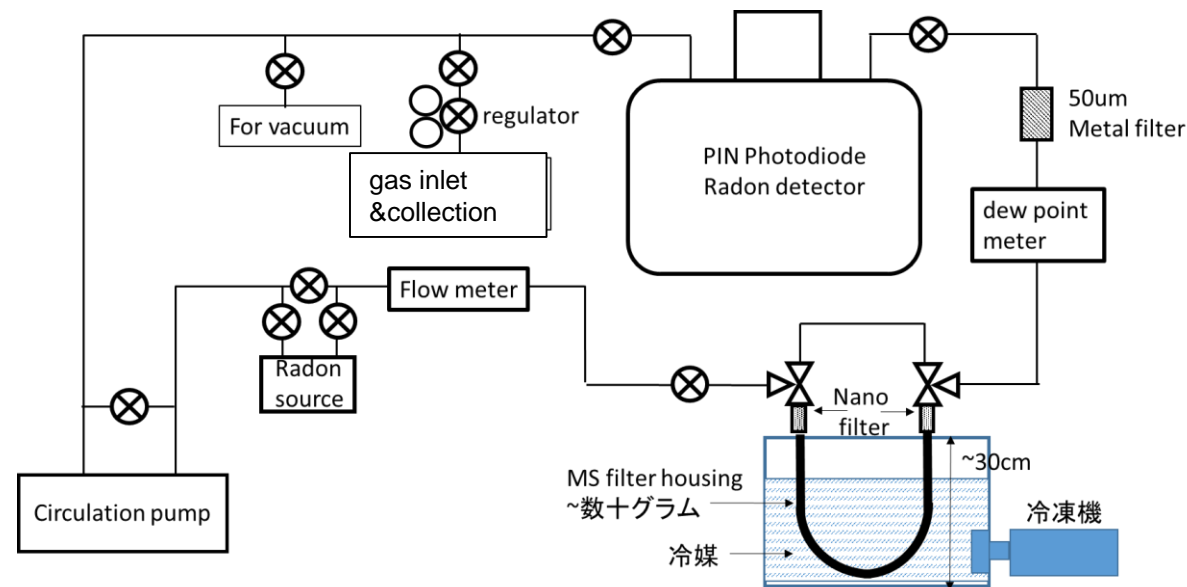 For vacuum
regulator
gas inlet
&collection
PIN Photodiode
Radon detector
50um
Metal filter
dew point
meter
Flow meter
Radon
source
Circulation pump
Nano
filter
~30cm
MS filter housing
~数十グラム
冷媒
冷凍機